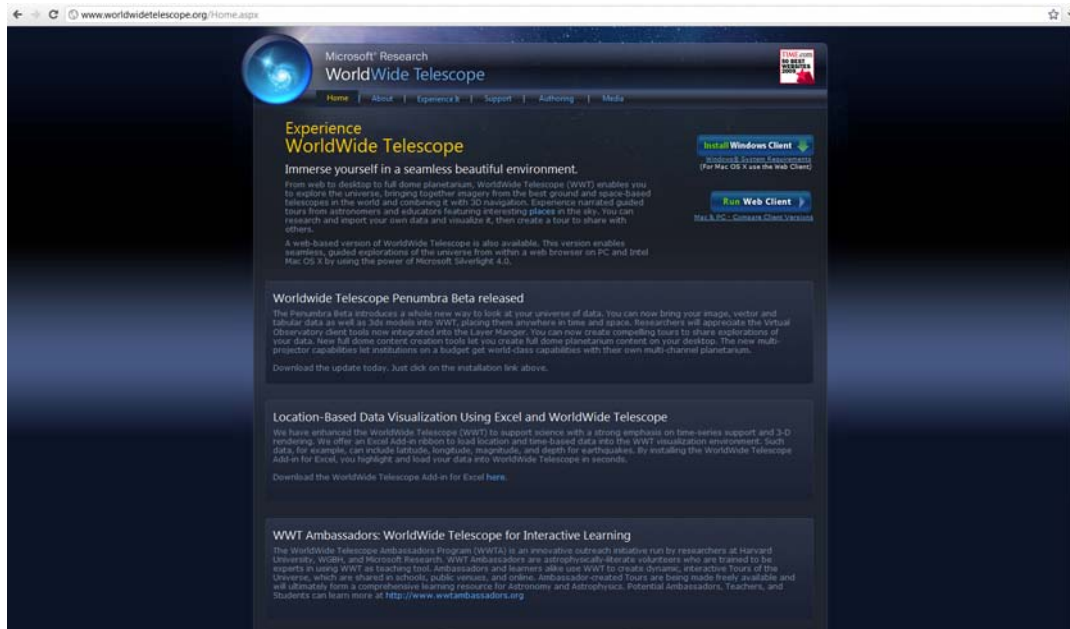 www.worldwidetelescope.org/Home.aspx
Microsoft® Research
WorldWide Telescope
TIME.com
50 BEST
WEBSITES
2009
Home | About | Experience It | Support | Authoring | Media
Experience
WorldWide Telescope
Immerse yourself in a seamless beautiful environment.
From web to desktop to full dome planetarium, WorldWide Telescope (WWT) enables you
to explore the universe, bringing together imagery from the best ground and space-based
telescopes in the world and combining it with 3D navigation. Experience narrated guided
tours from astronomers and educators featuring interesting places in the sky. You can
research and import your own data and visualize it, then create a tour to share with
others.
A web-based version of WorldWide Telescope is also available. This version enables
seamless, guided explorations of the universe from within a web browser on PC and Intel
Mac OS X by using the power of Microsoft Silverlight 4.0.
Install Windows Client
Windows® System Requirements
(For Mac OS X use the Web Client)
Run Web Client
Mac & PC - Compare Client Versions
Worldwide Telescope Penumbra Beta released
The Penumbra Beta introduces a whole new way to look at your universe of data. You can now bring your image, vector and
tabular data as well as 3ds models into WWT, placing them anywhere in time and space. Researchers will appreciate the Virtual
Observatory client tools now integrated into the Layer Manger. You can now create compelling tours to share explorations of
your data. New full dome content creation tools let you create full dome planetarium content on your desktop. The new multi-
projector capabilities let institutions on a budget get world-class capabilities with their own multi-channel planetarium.
Download the update today. Just click on the installation link above.
Location-Based Data Visualization Using Excel and WorldWide Telescope
We have enhanced the WorldWide Telescope (WWT) to support science with a strong emphasis on time-series support and 3-D
rendering. We offer an Excel Add-in ribbon to load location and time-based data into the WWT visualization environment. Such
data, for example, can include latitude, longitude, magnitude, and depth for earthquakes. By installing the WorldWide Telescope
Add-in for Excel, you highlight and load your data into WorldWide Telescope in seconds.
Download the WorldWide Telescope Add-in for Excel here.
WWT Ambassadors: WorldWide Telescope for Interactive Learning
The WorldWide Telescope Ambassadors Program (WWTA) is an innovative outreach initiative run by researchers at Harvard
University, WGBH, and Microsoft Research. WWT Ambassadors are astrophysically-literate volunteers who are trained to be
experts in using WWT as teaching tool. Ambassadors and learners alike use WWT to create dynamic, interactive Tours of the
Universe, which are shared in schools, public venues, and online. Ambassador-created Tours are being made freely available and
will ultimately form a comprehensive learning resource for Astronomy and Astrophysics. Potential Ambassadors, Teachers, and
Students can learn more at http://www.wwtambassadors.org